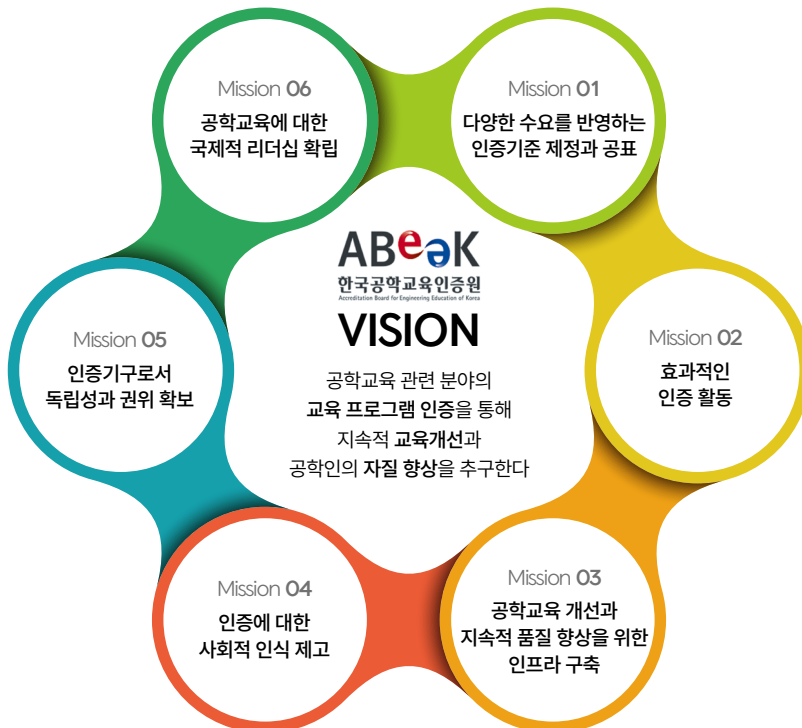 Mission 06
공학교육에 대한
국제적 리더십 확립
Mission 01
다양한 수요를 반영하는
인증기준 제정과 공표
ABeeK
한국공학교육인증원
Accreditation Board for Engineering Education of Korea
VISION
공학교육 관련 분야의
교육 프로그램 인증을 통해
지속적 교육개선과
공학인의 자질 향상을 추구한다
Mission 05
인증기구로서
독립성과 권위 확보
Mission 02
효과적인
인증 활동
Mission 04
인증에 대한
사회적 인식 제고
Mission 03
공학교육 개선과
지속적 품질 향상을 위한
인프라 구축